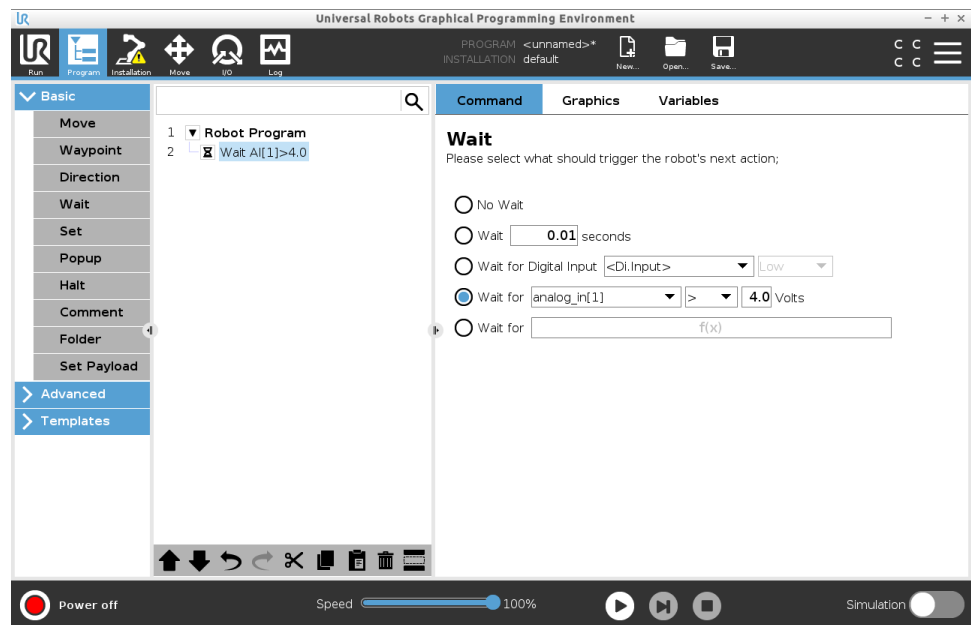 UR
Universal Robots Graphical Programming Environment
PROGRAM <unnamed>*
INSTALLATION default
Run Program Installation Move I/O Log New... Open... Save...
C C
C C
Basic
Move
Waypoint
Direction
Wait
Set
Popup
Halt
Comment
Folder
Set Payload
Advanced
Templates
1 Robot Program
2 Wait AI[1]>4.0
Command Graphics Variables
Wait
Please select what should trigger the robot's next action;
No Wait
Wait 0.01 seconds
Wait for Digital Input <Di.Input> Low
Wait for analog_in[1] > 4.0 Volts
Wait for f(x)
Power off Speed 100% Simulation